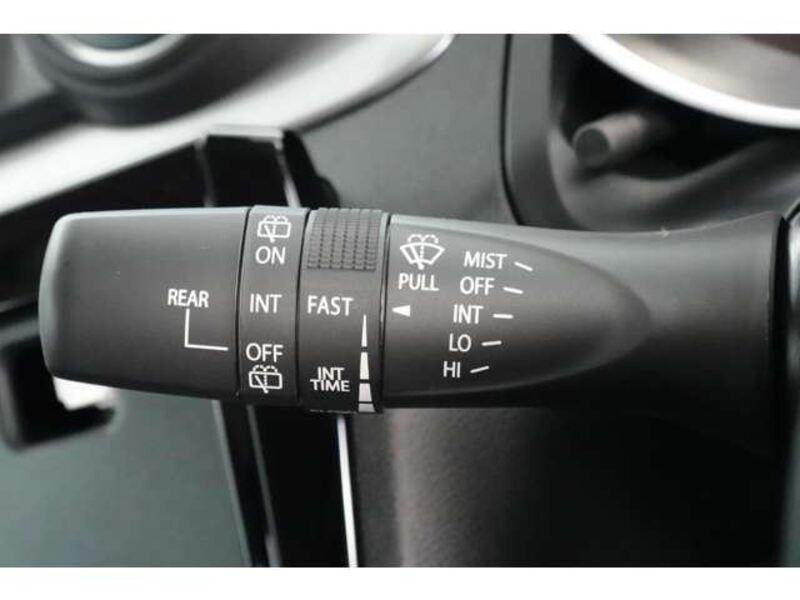 REAR
ON
INT
OFF
FAST
INT
TIME
PULL
MIST
OFF
INT
LO
HI